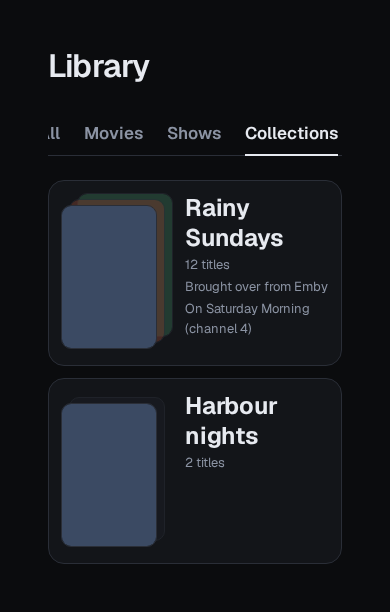 Library
Movies Shows Collections
Rainy
Sundays
12 titles
Brought over from Emby
On Saturday Morning
(channel 4)
Harbour
nights
2 titles